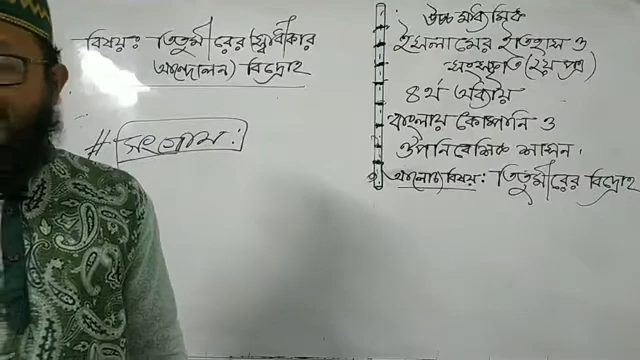 বিষয়ঃ তিতুমীরের (স্বাধীকার
আন্দোলন) বিদ্রোহ
# সংগ্রাম:
উচ্চ মাধ্যমিক
ইসলামের ইতিহাস ও
সংস্কৃতি (২য় পত্র)
৪র্থ অধ্যায়
বাংলায় কোম্পানি ও
ঔপনিবেশিক শাসন।
আলোচ্য বিষয়: তিতুমীরের বিদ্রোহ